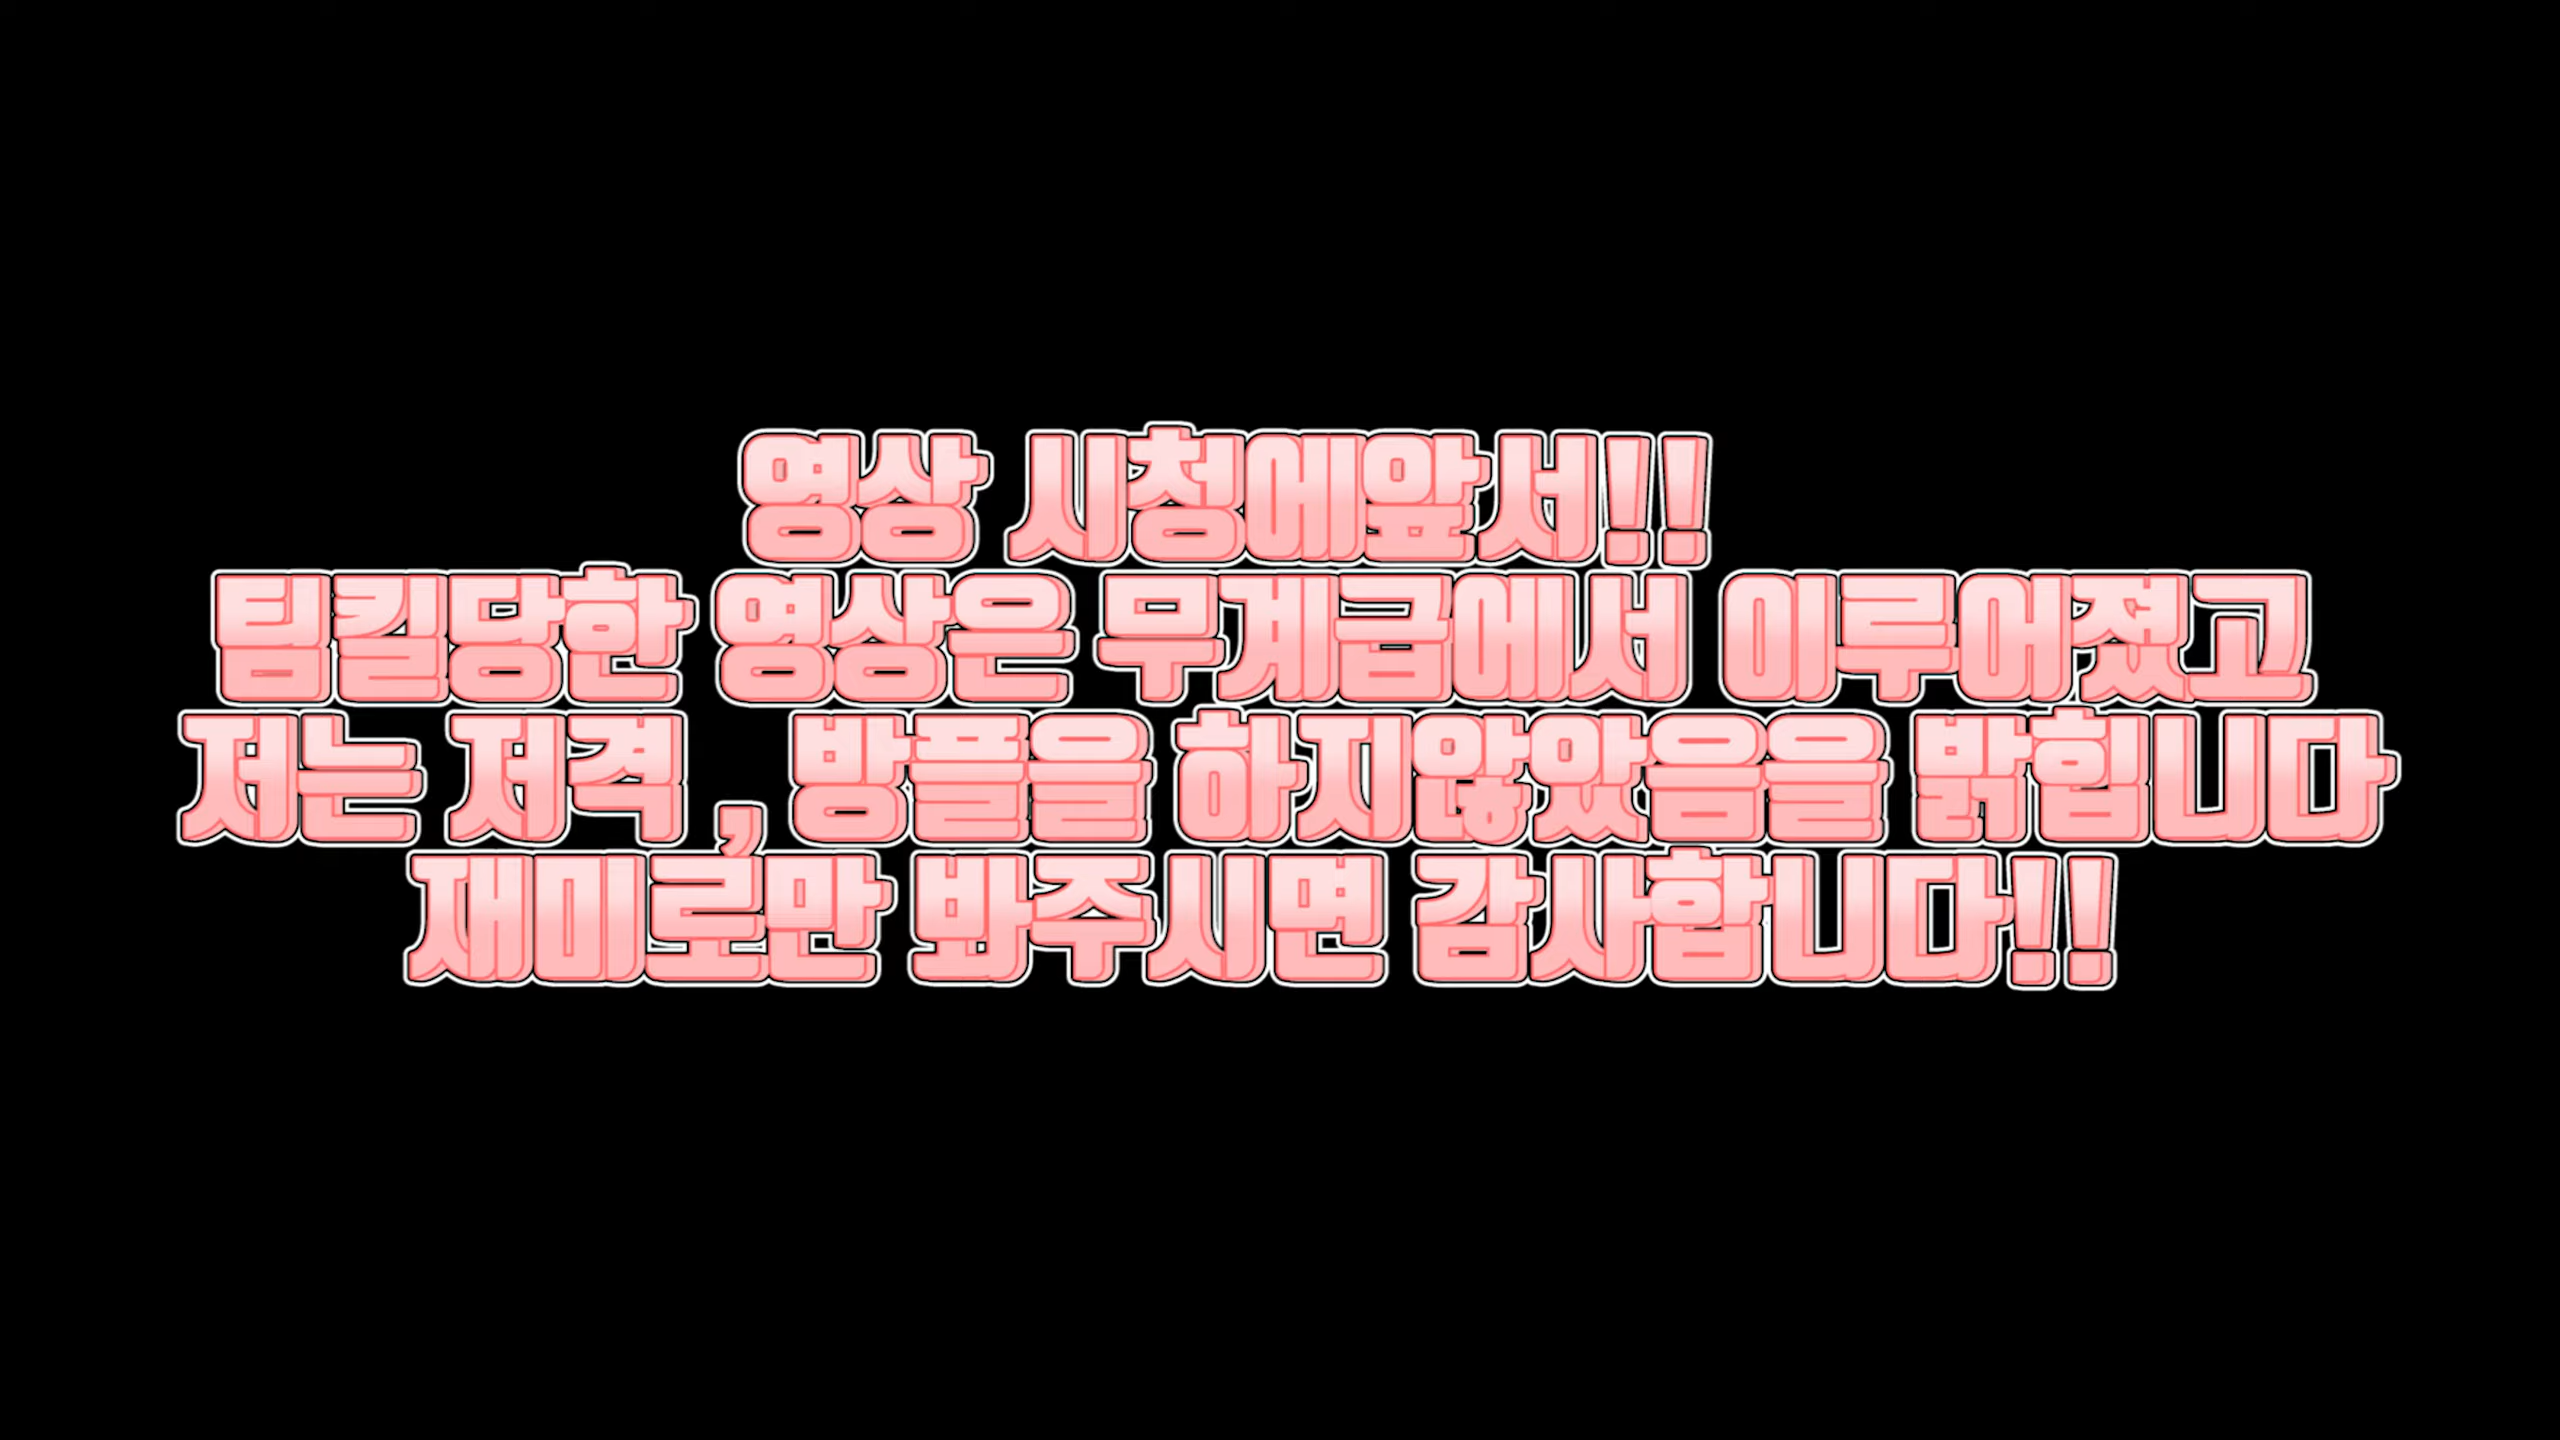 영상 시청에앞서!!
팀킬당한 영상은 무계급에서 이루어졌고
저는 저격 , 방플을 하지않았음을 밝힙니다
재미로만 봐주시면 감사합니다!!